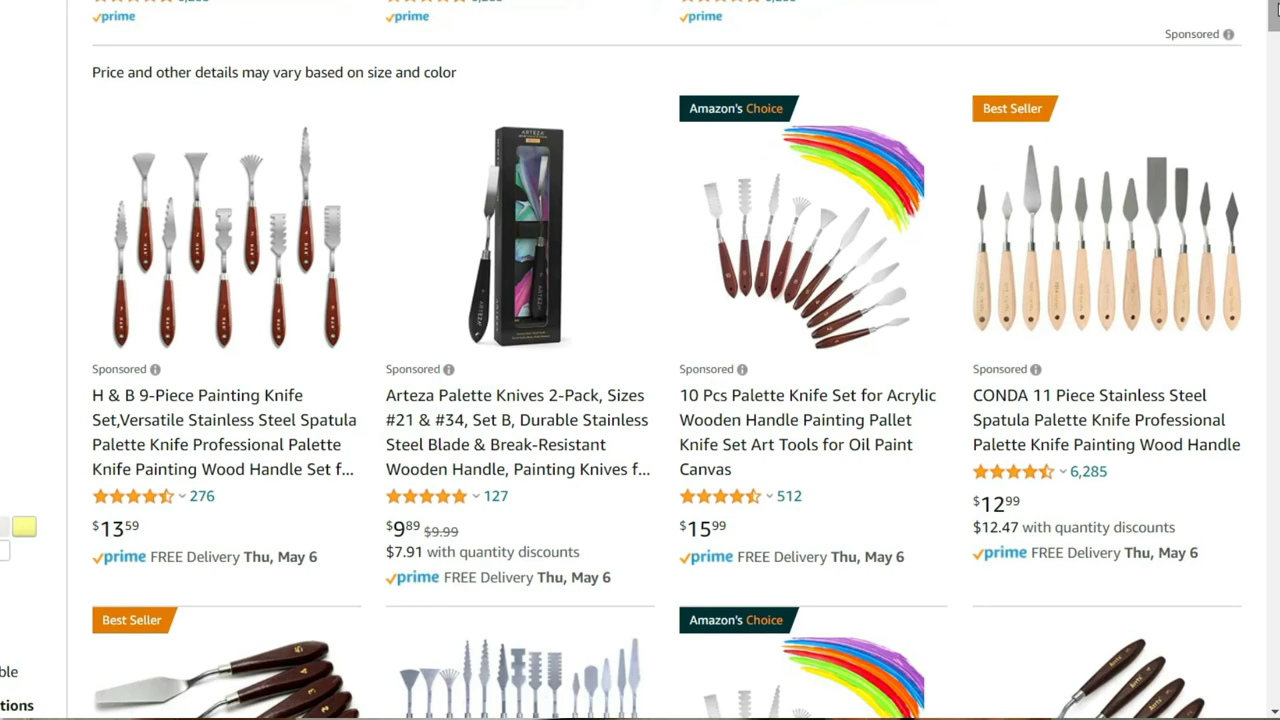 prime
prime
prime
Sponsored
Price and other details may vary based on size and color
Amazon's Choice
Best Seller
ARTEZA
Sponsored
H & B 9-Piece Painting Knife
Set,Versatile Stainless Steel Spatula
Palette Knife Professional Palette
Knife Painting Wood Handle Set f...
276
$13 59
prime FREE Delivery Thu, May 6
Sponsored
Arteza Palette Knives 2-Pack, Sizes
#21 & #34, Set B, Durable Stainless
Steel Blade & Break-Resistant
Wooden Handle, Painting Knives f...
127
$9 89 $9.99
$7.91 with quantity discounts
prime FREE Delivery Thu, May 6
Sponsored
10 Pcs Palette Knife Set for Acrylic
Wooden Handle Painting Pallet
Knife Set Art Tools for Oil Paint
Canvas
512
$15 99
prime FREE Delivery Thu, May 6
Sponsored
CONDA 11 Piece Stainless Steel
Spatula Palette Knife Professional
Palette Knife Painting Wood Handle
6,285
$12 99
$12.47 with quantity discounts
prime FREE Delivery Thu, May 6
Best Seller
Amazon's Choice
ble
tions